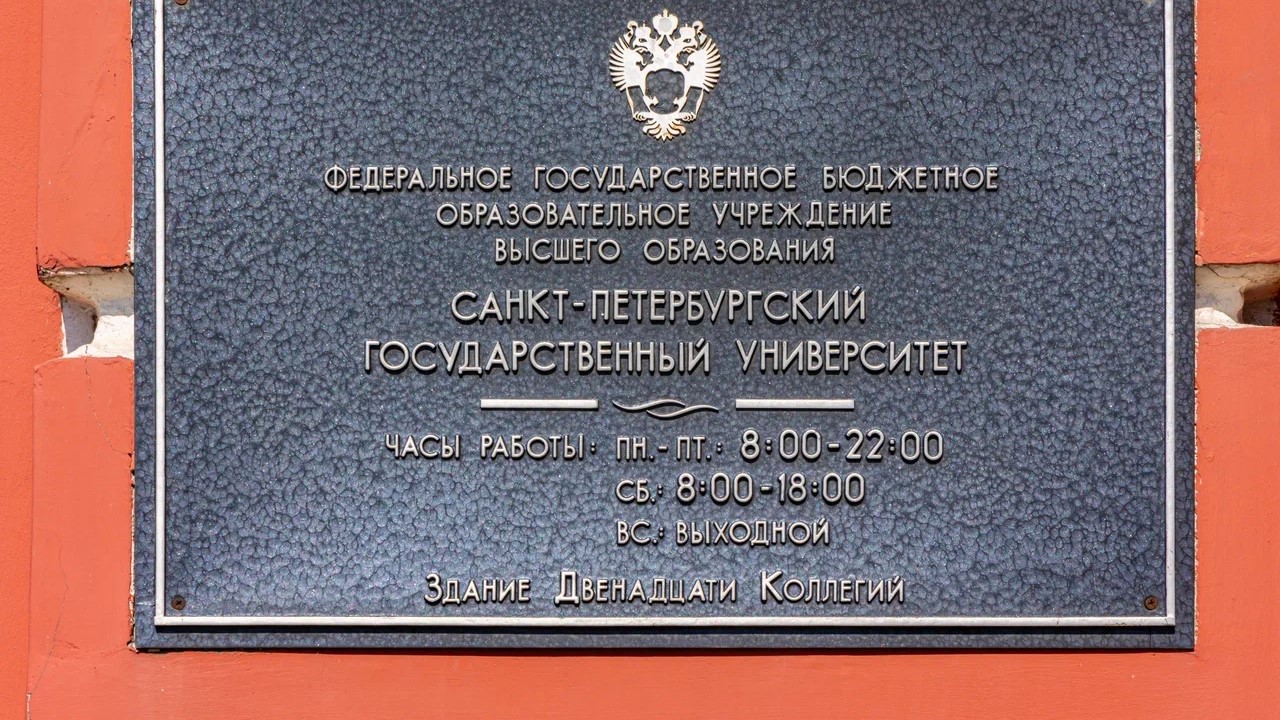 ФЕДЕРАЛЬНОЕ ГОСУДАРСТВЕННОЕ БЮДЖЕТНОЕ
ОБРАЗОВАТЕЛЬНОЕ УЧРЕЖДЕНИЕ
ВЫСШЕГО ОБРАЗОВАНИЯ
САНКТ-ПЕТЕРБУРГСКИЙ
ГОСУДАРСТВЕННЫЙ УНИВЕРСИТЕТ
ЧАСЫ РАБОТЫ: ПН.-ПТ.: 8:00-22:00
СБ.: 8:00-18:00
ВС.: ВЫХОДНОЙ
Здание Двенадцати Коллегий